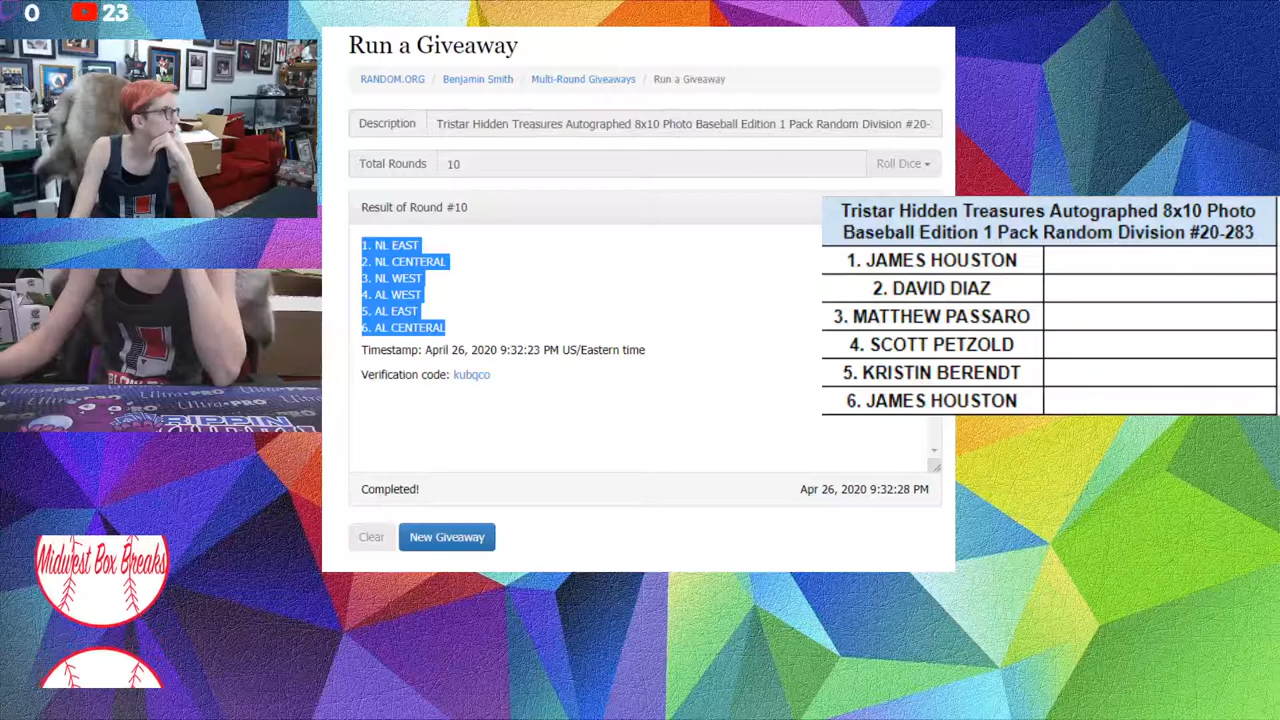 0 23
Run a Giveaway
RANDOM.ORG / Benjamin Smith / Multi-Round Giveaways / Run a Giveaway
Description Tristar Hidden Treasures Autographed 8x10 Photo Baseball Edition 1 Pack Random Division #20-
Total Rounds 10 Roll Dice
Result of Round #10
1. NL EAST
2. NL CENTERAL
3. NL WEST
4. AL WEST
5. AL EAST
6. AL CENTERAL
Timestamp: April 26, 2020 9:32:23 PM US/Eastern time
Verification code: kubqco
Completed! Apr 26, 2020 9:32:28 PM
Clear New Giveaway
Tristar Hidden Treasures Autographed 8x10 Photo
Baseball Edition 1 Pack Random Division #20-283
1. JAMES HOUSTON
2. DAVID DIAZ
3. MATTHEW PASSARO
4. SCOTT PETZOLD
5. KRISTIN BERENDT
6. JAMES HOUSTON
Ultra·PRO
RIPPIN
Midwest Box Breaks